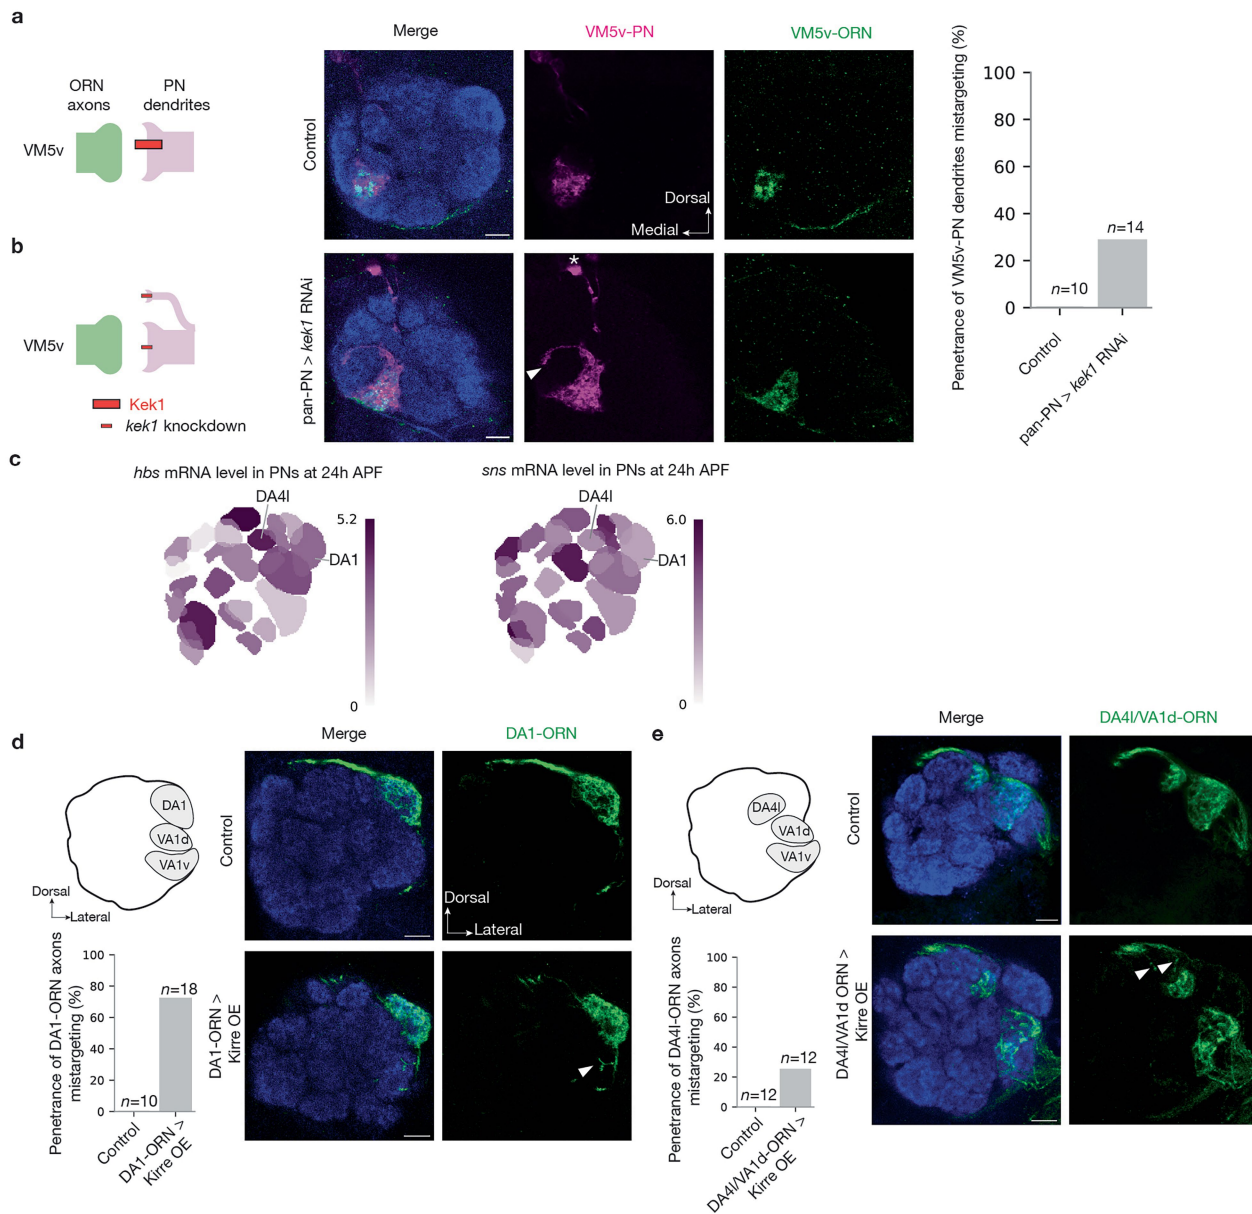 a
Merge
VM5v-PN
VM5v-ORN
ORN
axons
PN
dendrites
VM5v
Control
Dorsal
Medial
Penetrance of VM5v-PN dendrites mistargeting (%)
100
80
60
40
20
0
n=10
n=14
Control
pan-PN > kek1 RNAi
b
VM5v
Kek1
kek1 knockdown
pan-PN > kek1 RNAi
*
c
hbs mRNA level in PNs at 24h APF
DA4l
5.2
DA1
0
sns mRNA level in PNs at 24h APF
DA4l
6.0
DA1
0
d
Merge
DA1-ORN
DA1
VA1d
VA1v
Dorsal
Lateral
Control
Dorsal
Lateral
DA1-ORN >
Kirre OE
Penetrance of DA1-ORN axons
mistargeting (%)
100
80
60
40
20
0
n=10
n=18
Control
DA1-ORN >
Kirre OE
e
Merge
DA4l/VA1d-ORN
DA4l
VA1d
VA1v
Dorsal
Lateral
Control
DA4l/VA1d ORN >
Kirre OE
Penetrance of DA4l-ORN axons
mistargeting (%)
100
80
60
40
20
0
n=12
n=12
Control
DA4l/VA1d-ORN >
Kirre OE